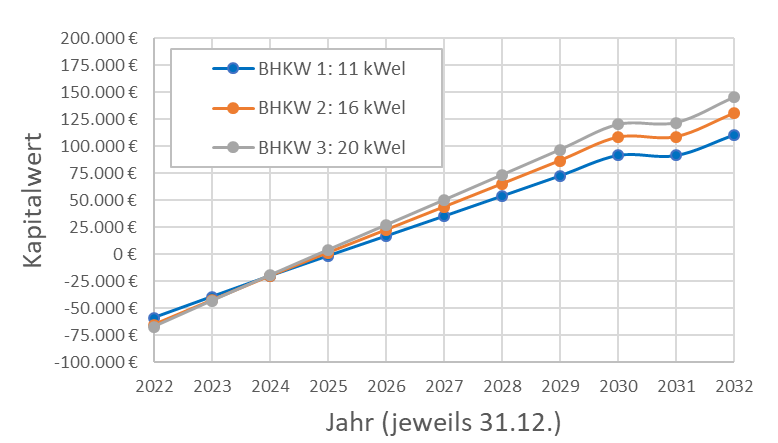 200.000 €
175.000 €
150.000 €
125.000 €
100.000 €
75.000 €
50.000 €
25.000 €
0 €
-25.000 €
-50.000 €
-75.000 €
-100.000 €
Kapitalwert
BHKW 1: 11 kWel
BHKW 2: 16 kWel
BHKW 3: 20 kWel
2022 2023 2024 2025 2026 2027 2028 2029 2030 2031 2032
Jahr (jeweils 31.12.)